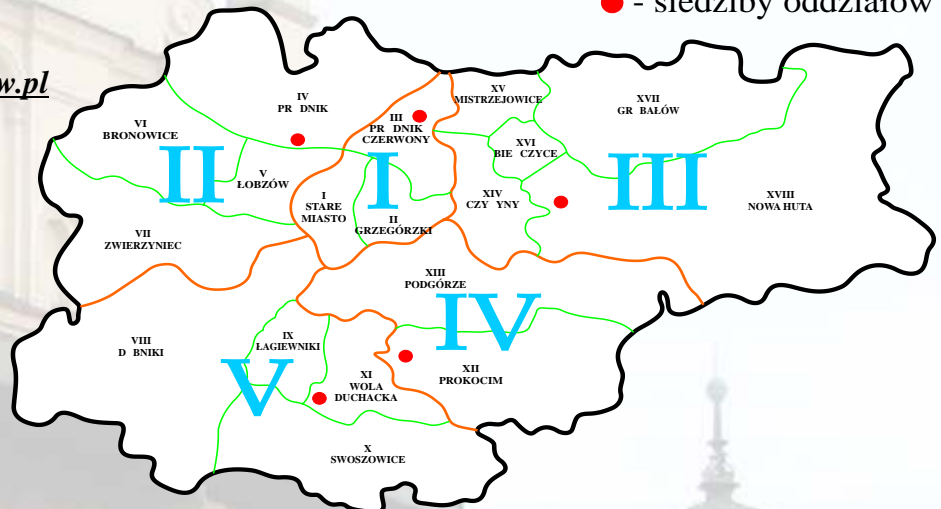 - siedziby oddziałów
w.pl
IV
PR DNIK
III
PR DNIK
CZERWONY
XV
MISTRZEJOWICE
XVII
GR BAŁÓW
VI
BRONOWICE
XVI
BIE CZYCE
II
V
ŁOBZÓW
I
I
STARE
MIASTO
II
GRZEGÓRZKI
XIV
CZY YNY
III
XVIII
NOWA HUTA
VII
ZWIERZYNIEC
XIII
PODGÓRZE
IV
VIII
D BNIKI
IX
ŁAGIEWNIKI
V
XI
WOLA
DUCHACKA
XII
PROKOCIM
X
SWOSZOWICE